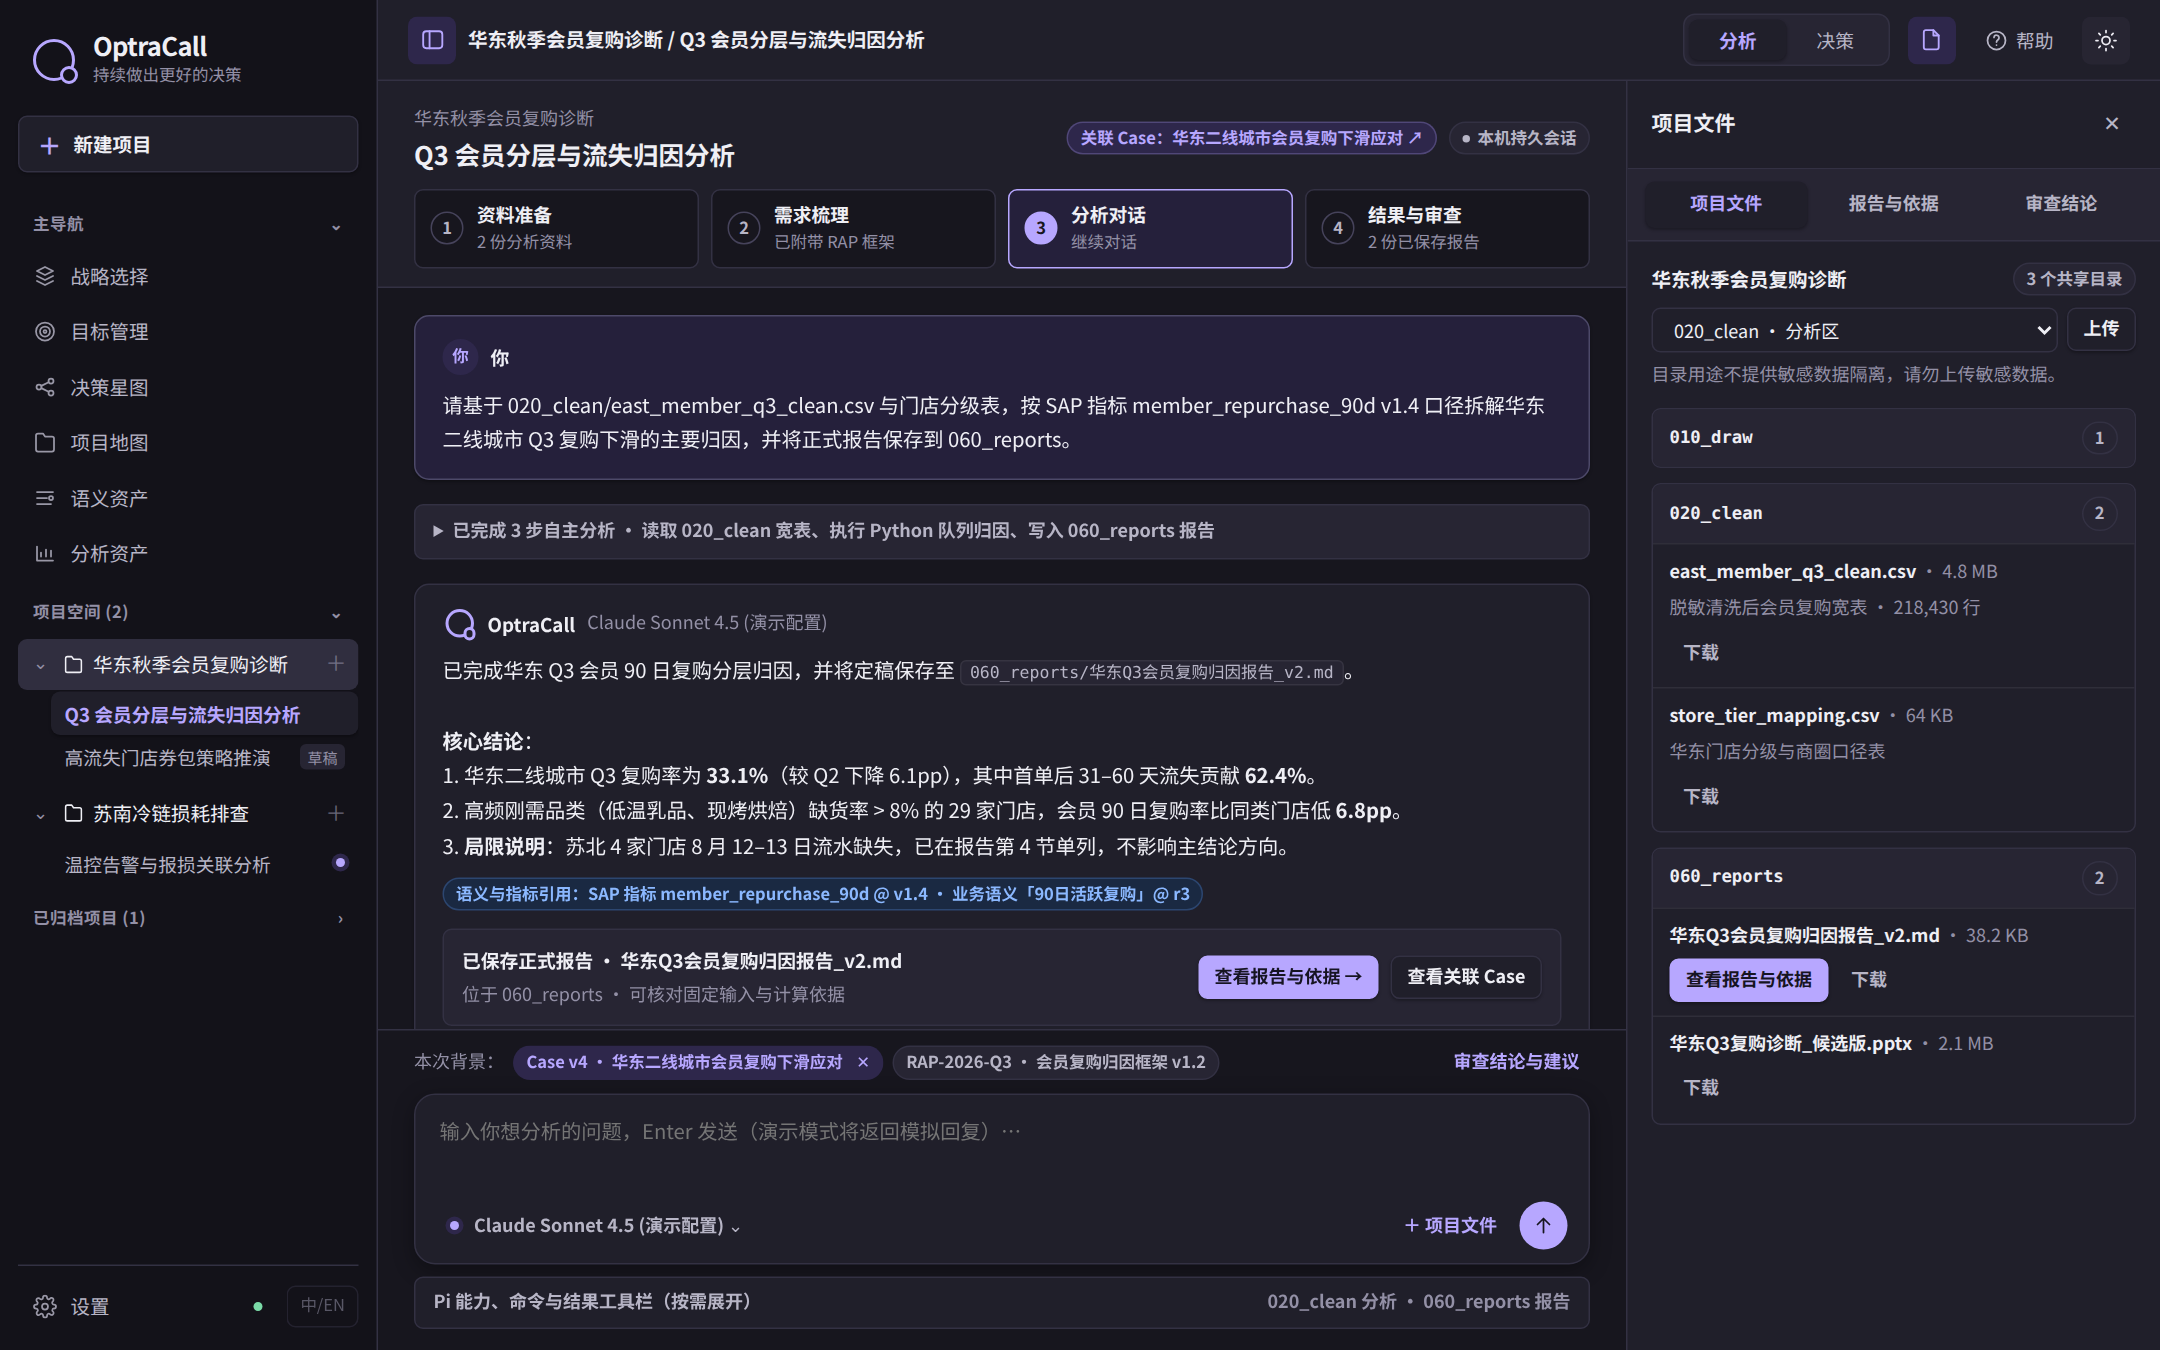 OptraCall
持续做出更好的决策
新建项目
主导航
战略选择
目标管理
决策星图
项目地图
语义资产
分析资产
项目空间 (2)
华东秋季会员复购诊断
Q3 会员分层与流失归因分析
高流失门店券包策略推演 草稿
苏南冷链损耗排查
温控告警与报损关联分析
已归档项目 (1)
设置
中/EN
华东秋季会员复购诊断 / Q3 会员分层与流失归因分析
分析 决策
帮助
华东秋季会员复购诊断
Q3 会员分层与流失归因分析
关联 Case：华东二线城市会员复购下滑应对 ↗
本机持久会话
1 资料准备
2 份分析资料
2 需求梳理
已附带 RAP 框架
3 分析对话
继续对话
4 结果与审查
2 份已保存报告
你 你
请基于 020_clean/east_member_q3_clean.csv 与门店分级表，按 SAP 指标 member_repurchase_90d v1.4 口径拆解华东
二线城市 Q3 复购下滑的主要归因，并将正式报告保存到 060_reports。
▶ 已完成 3 步自主分析 · 读取 020_clean 宽表、执行 Python 队列归因、写入 060_reports 报告
OptraCall Claude Sonnet 4.5 (演示配置)
已完成华东 Q3 会员 90 日复购分层归因，并将定稿保存至 060_reports/华东Q3会员复购归因报告_v2.md 。
核心结论：
1. 华东二线城市 Q3 复购率为 33.1%（较 Q2 下降 6.1pp），其中首单后 31–60 天流失贡献 62.4%。
2. 高频刚需品类（低温乳品、现烤烘焙）缺货率 > 8% 的 29 家门店，会员 90 日复购率比同类门店低 6.8pp。
3. 局限说明：苏北 4 家门店 8 月 12–13 日流水缺失，已在报告第 4 节单列，不影响主结论方向。
语义与指标引用：SAP 指标 member_repurchase_90d @ v1.4 · 业务语义「90日活跃复购」@ r3
已保存正式报告 · 华东Q3会员复购归因报告_v2.md
位于 060_reports · 可核对固定输入与计算依据
查看报告与依据 →
查看关联 Case
本次背景：
Case v4 · 华东二线城市会员复购下滑应对 ×
RAP-2026-Q3 · 会员复购归因框架 v1.2
审查结论与建议
输入你想分析的问题，Enter 发送（演示模式将返回模拟回复）…
Claude Sonnet 4.5 (演示配置)
＋ 项目文件
Pi 能力、命令与结果工具栏（按需展开）
020_clean 分析 · 060_reports 报告
项目文件
×
项目文件 报告与依据 审查结论
华东秋季会员复购诊断
3 个共享目录
020_clean · 分析区
上传
目录用途不提供敏感数据隔离，请勿上传敏感数据。
010_draw 1
020_clean 2
east_member_q3_clean.csv · 4.8 MB
脱敏清洗后会员复购宽表 · 218,430 行
下载
store_tier_mapping.csv · 64 KB
华东门店分级与商圈口径表
下载
060_reports 2
华东Q3会员复购归因报告_v2.md · 38.2 KB
查看报告与依据 下载
华东Q3复购诊断_候选版.pptx · 2.1 MB
下载